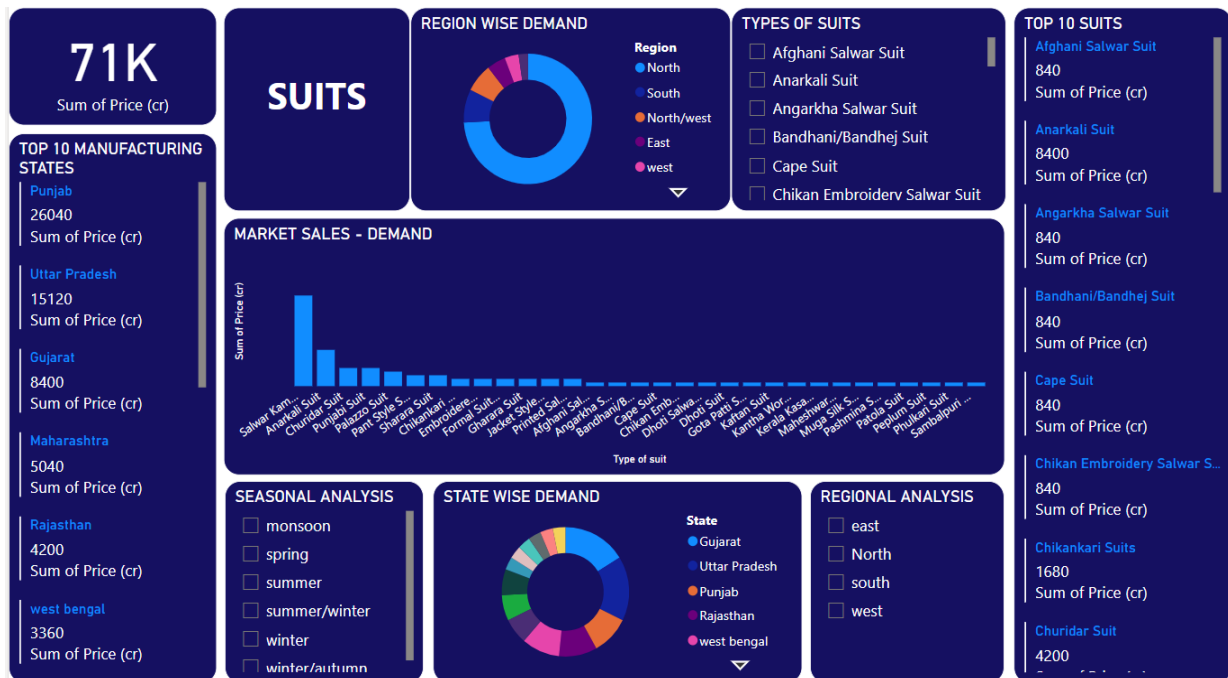 71K
Sum of Price (cr)
TOP 10 MANUFACTURING
STATES
Punjab
26040
Sum of Price (cr)
Uttar Pradesh
15120
Sum of Price (cr)
Gujarat
8400
Sum of Price (cr)
Maharashtra
5040
Sum of Price (cr)
Rajasthan
4200
Sum of Price (cr)
west bengal
3360
Sum of Price (cr)
SUITS
REGION WISE DEMAND
Region
North
South
North/west
East
west
TYPES OF SUITS
Afghani Salwar Suit
Anarkali Suit
Angarkha Salwar Suit
Bandhani/Bandhej Suit
Cape Suit
Chikan Embroidery Salwar Suit
MARKET SALES - DEMAND
Sum of Price (cr)
Salwar Kam...
Anarkali Suit
Churidar Suit
Punjabi Suit
Palazzo Suit
Pant Style S...
Sharara Suit
Chikankari ...
Embroidere...
Formal Suit...
Gharara Suit
Jacket Style...
Printed Sal...
Afghani Sal...
Angarkha S...
Bandhani/B...
Cape Suit
Chikan Emb...
Dhoti Salwa...
Dhoti Suit
Gota Patti S...
Kaftan Suit
Kantha Wor...
Kerala Kasa...
Maheshwar...
Muga Silk S...
Pashmina S...
Patola Suit
Peplum Suit
Phulkari Suit
Sambalpuri ...
Type of suit
SEASONAL ANALYSIS
monsoon
spring
summer
summer/winter
winter
winter/autumn
STATE WISE DEMAND
State
Gujarat
Uttar Pradesh
Punjab
Rajasthan
west bengal
REGIONAL ANALYSIS
east
North
south
west
TOP 10 SUITS
Afghani Salwar Suit
840
Sum of Price (cr)
Anarkali Suit
8400
Sum of Price (cr)
Angarkha Salwar Suit
840
Sum of Price (cr)
Bandhani/Bandhej Suit
840
Sum of Price (cr)
Cape Suit
840
Sum of Price (cr)
Chikan Embroidery Salwar S...
840
Sum of Price (cr)
Chikankari Suits
1680
Sum of Price (cr)
Churidar Suit
4200